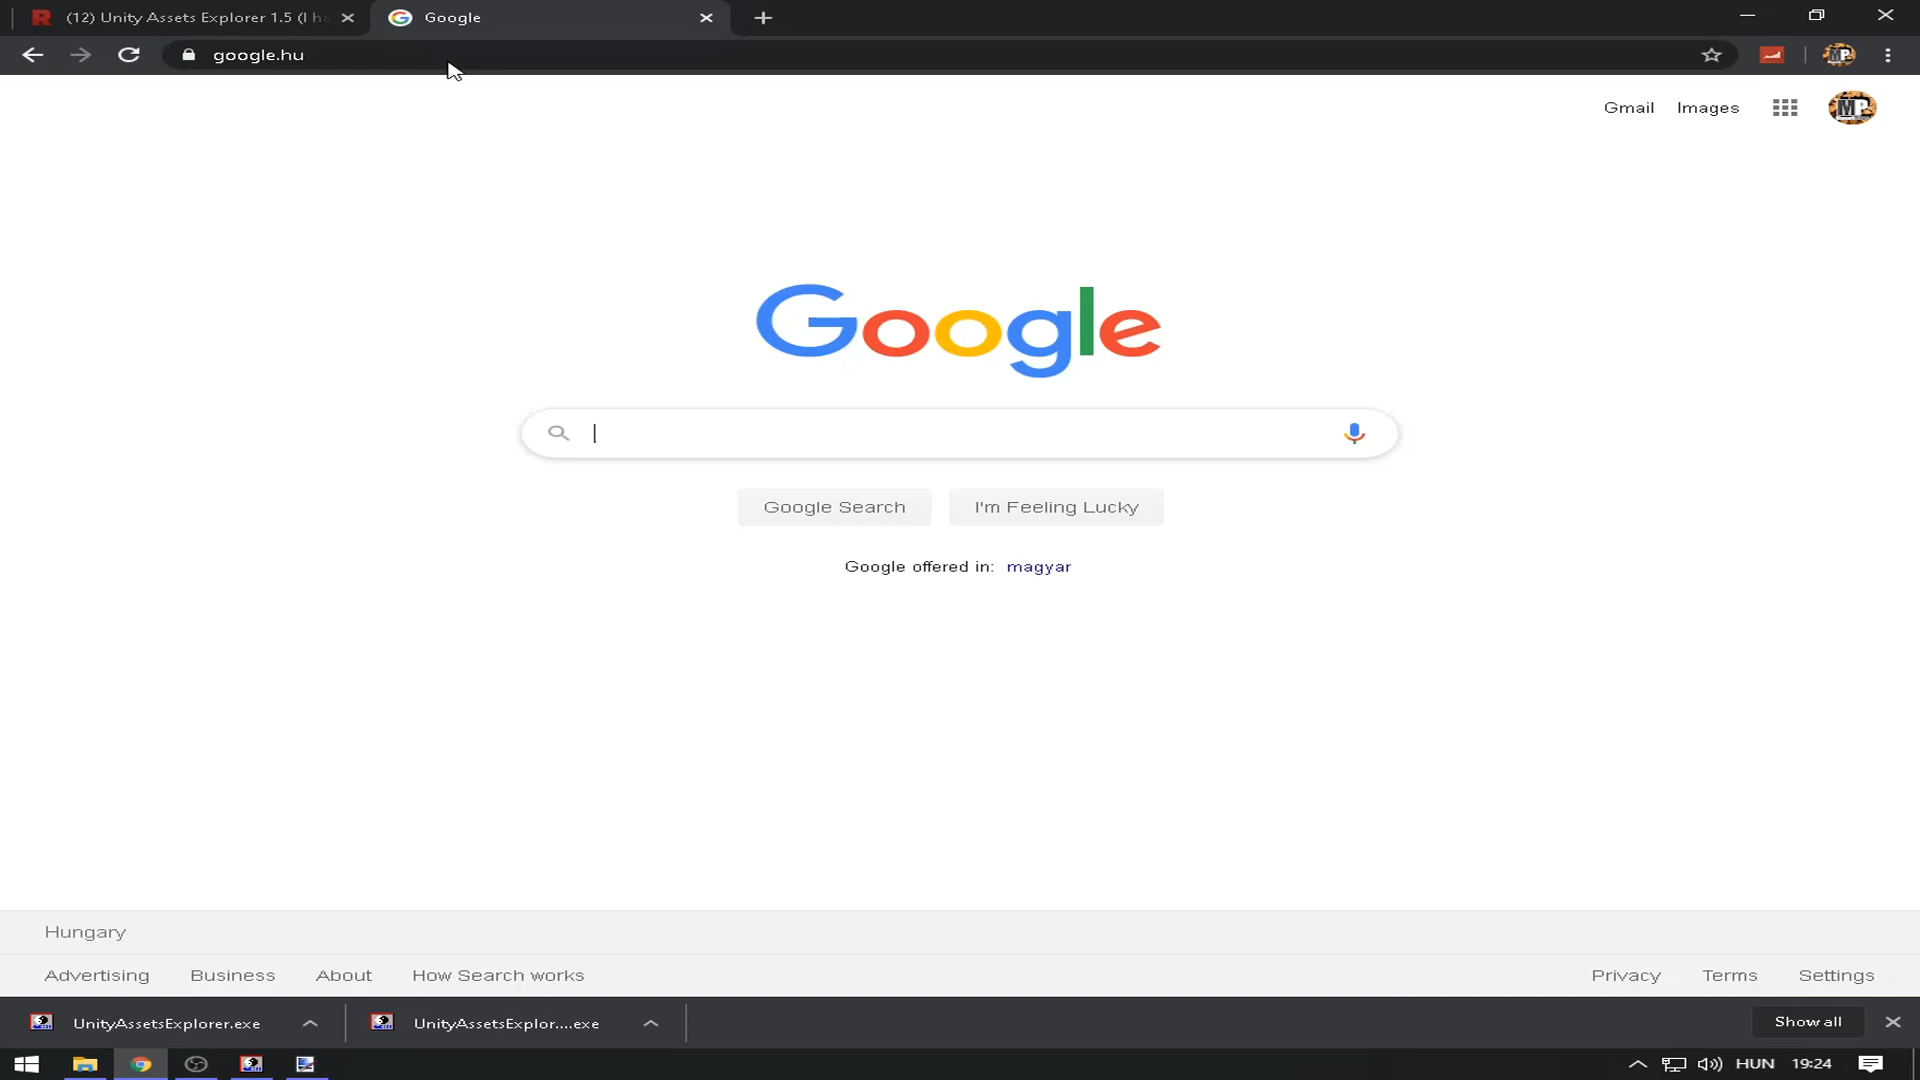 (12) Unity Assets Explorer 1.5 (I ha
Google
google.hu
Gmail
Images
MP
Google
Google Search
I'm Feeling Lucky
Google offered in: magyar
Hungary
Advertising
Business
About
How Search works
Privacy
Terms
Settings
UnityAssetsExplorer.exe
UnityAssetsExplor....exe
Show all
HUN
19:24